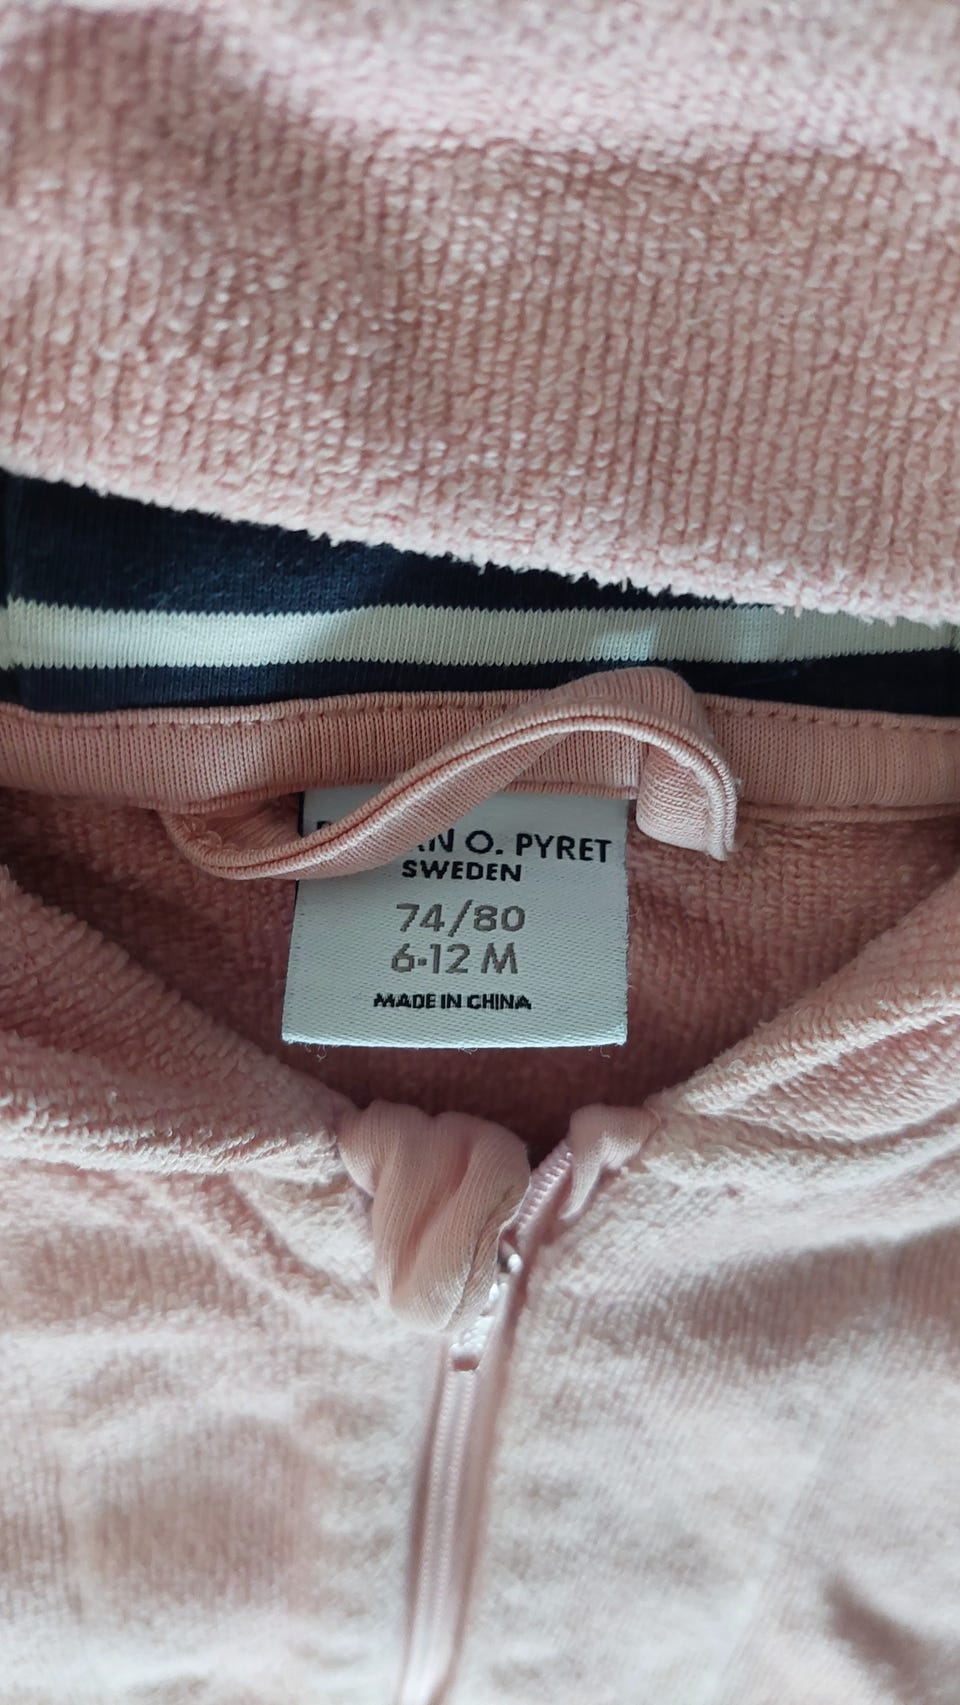 O. PYRET
SWEDEN
74/80
6-12 M
MADE IN CHINA